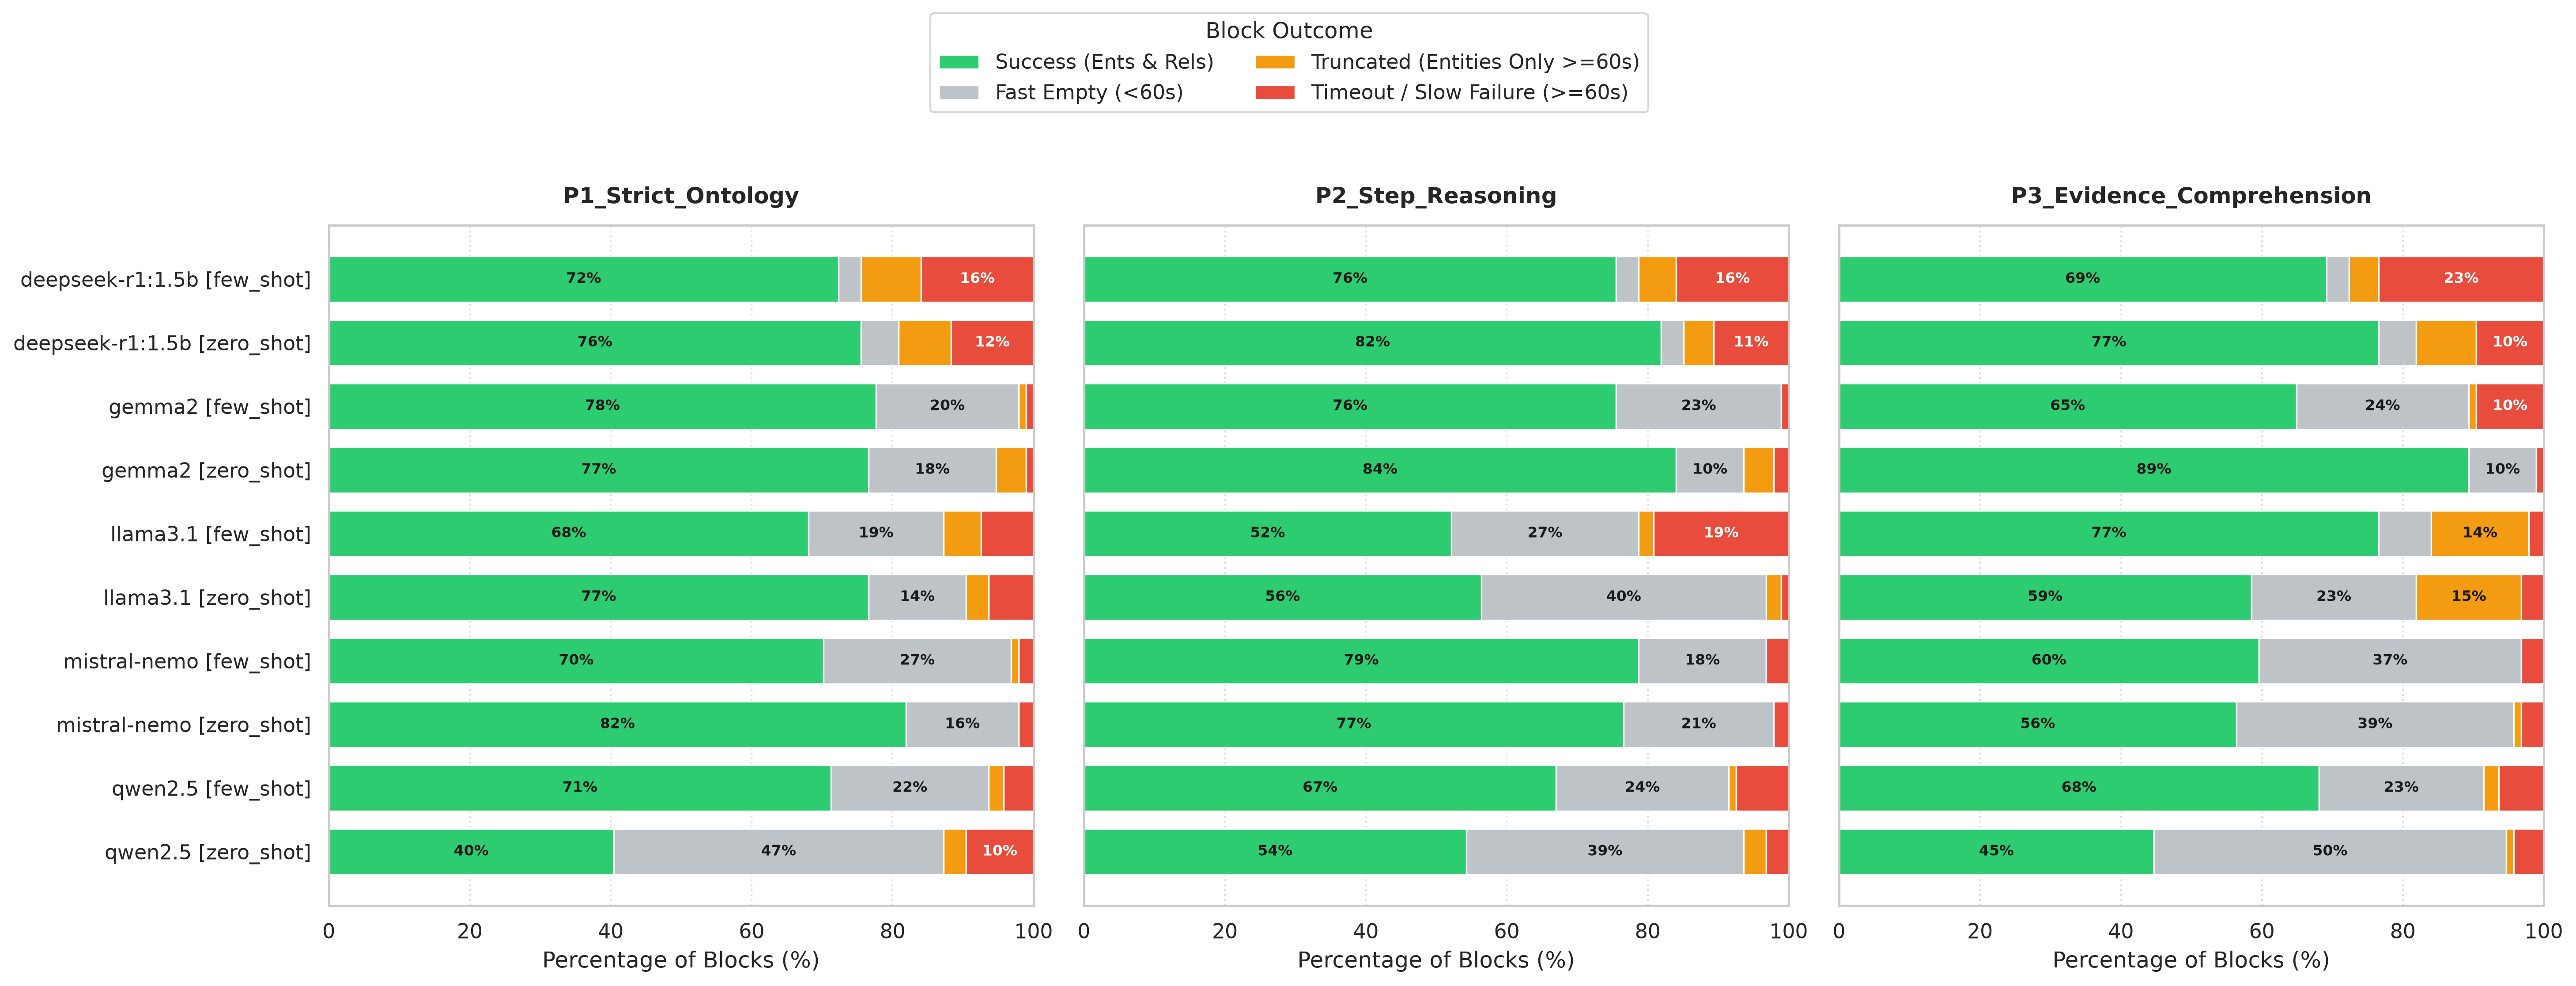 Block Outcome
Success (Ents & Rels)
Truncated (Entities Only >=60s)
Fast Empty (<60s)
Timeout / Slow Failure (>=60s)
P1_Strict_Ontology
P2_Step_Reasoning
P3_Evidence_Comprehension
deepseek-r1:1.5b [few_shot]
72%
16%
76%
16%
69%
23%
deepseek-r1:1.5b [zero_shot]
76%
12%
82%
11%
77%
10%
gemma2 [few_shot]
78%
20%
76%
23%
65%
24%
10%
gemma2 [zero_shot]
77%
18%
84%
10%
89%
10%
llama3.1 [few_shot]
68%
19%
52%
27%
19%
77%
14%
llama3.1 [zero_shot]
77%
14%
56%
40%
59%
23%
15%
mistral-nemo [few_shot]
70%
27%
79%
18%
60%
37%
mistral-nemo [zero_shot]
82%
16%
77%
21%
56%
39%
qwen2.5 [few_shot]
71%
22%
67%
24%
68%
23%
qwen2.5 [zero_shot]
40%
47%
10%
54%
39%
45%
50%
0 20 40 60 80 100
0 20 40 60 80 100
0 20 40 60 80 100
Percentage of Blocks (%)
Percentage of Blocks (%)
Percentage of Blocks (%)